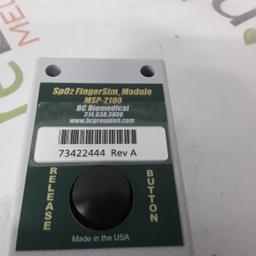 SpO2 FingerSim Module
MSP-2100
BC Biomedical
314.638.3800
www.bcgroupintl.com
73422444 Rev A
RELEASE
BUTTON
Made in the USA